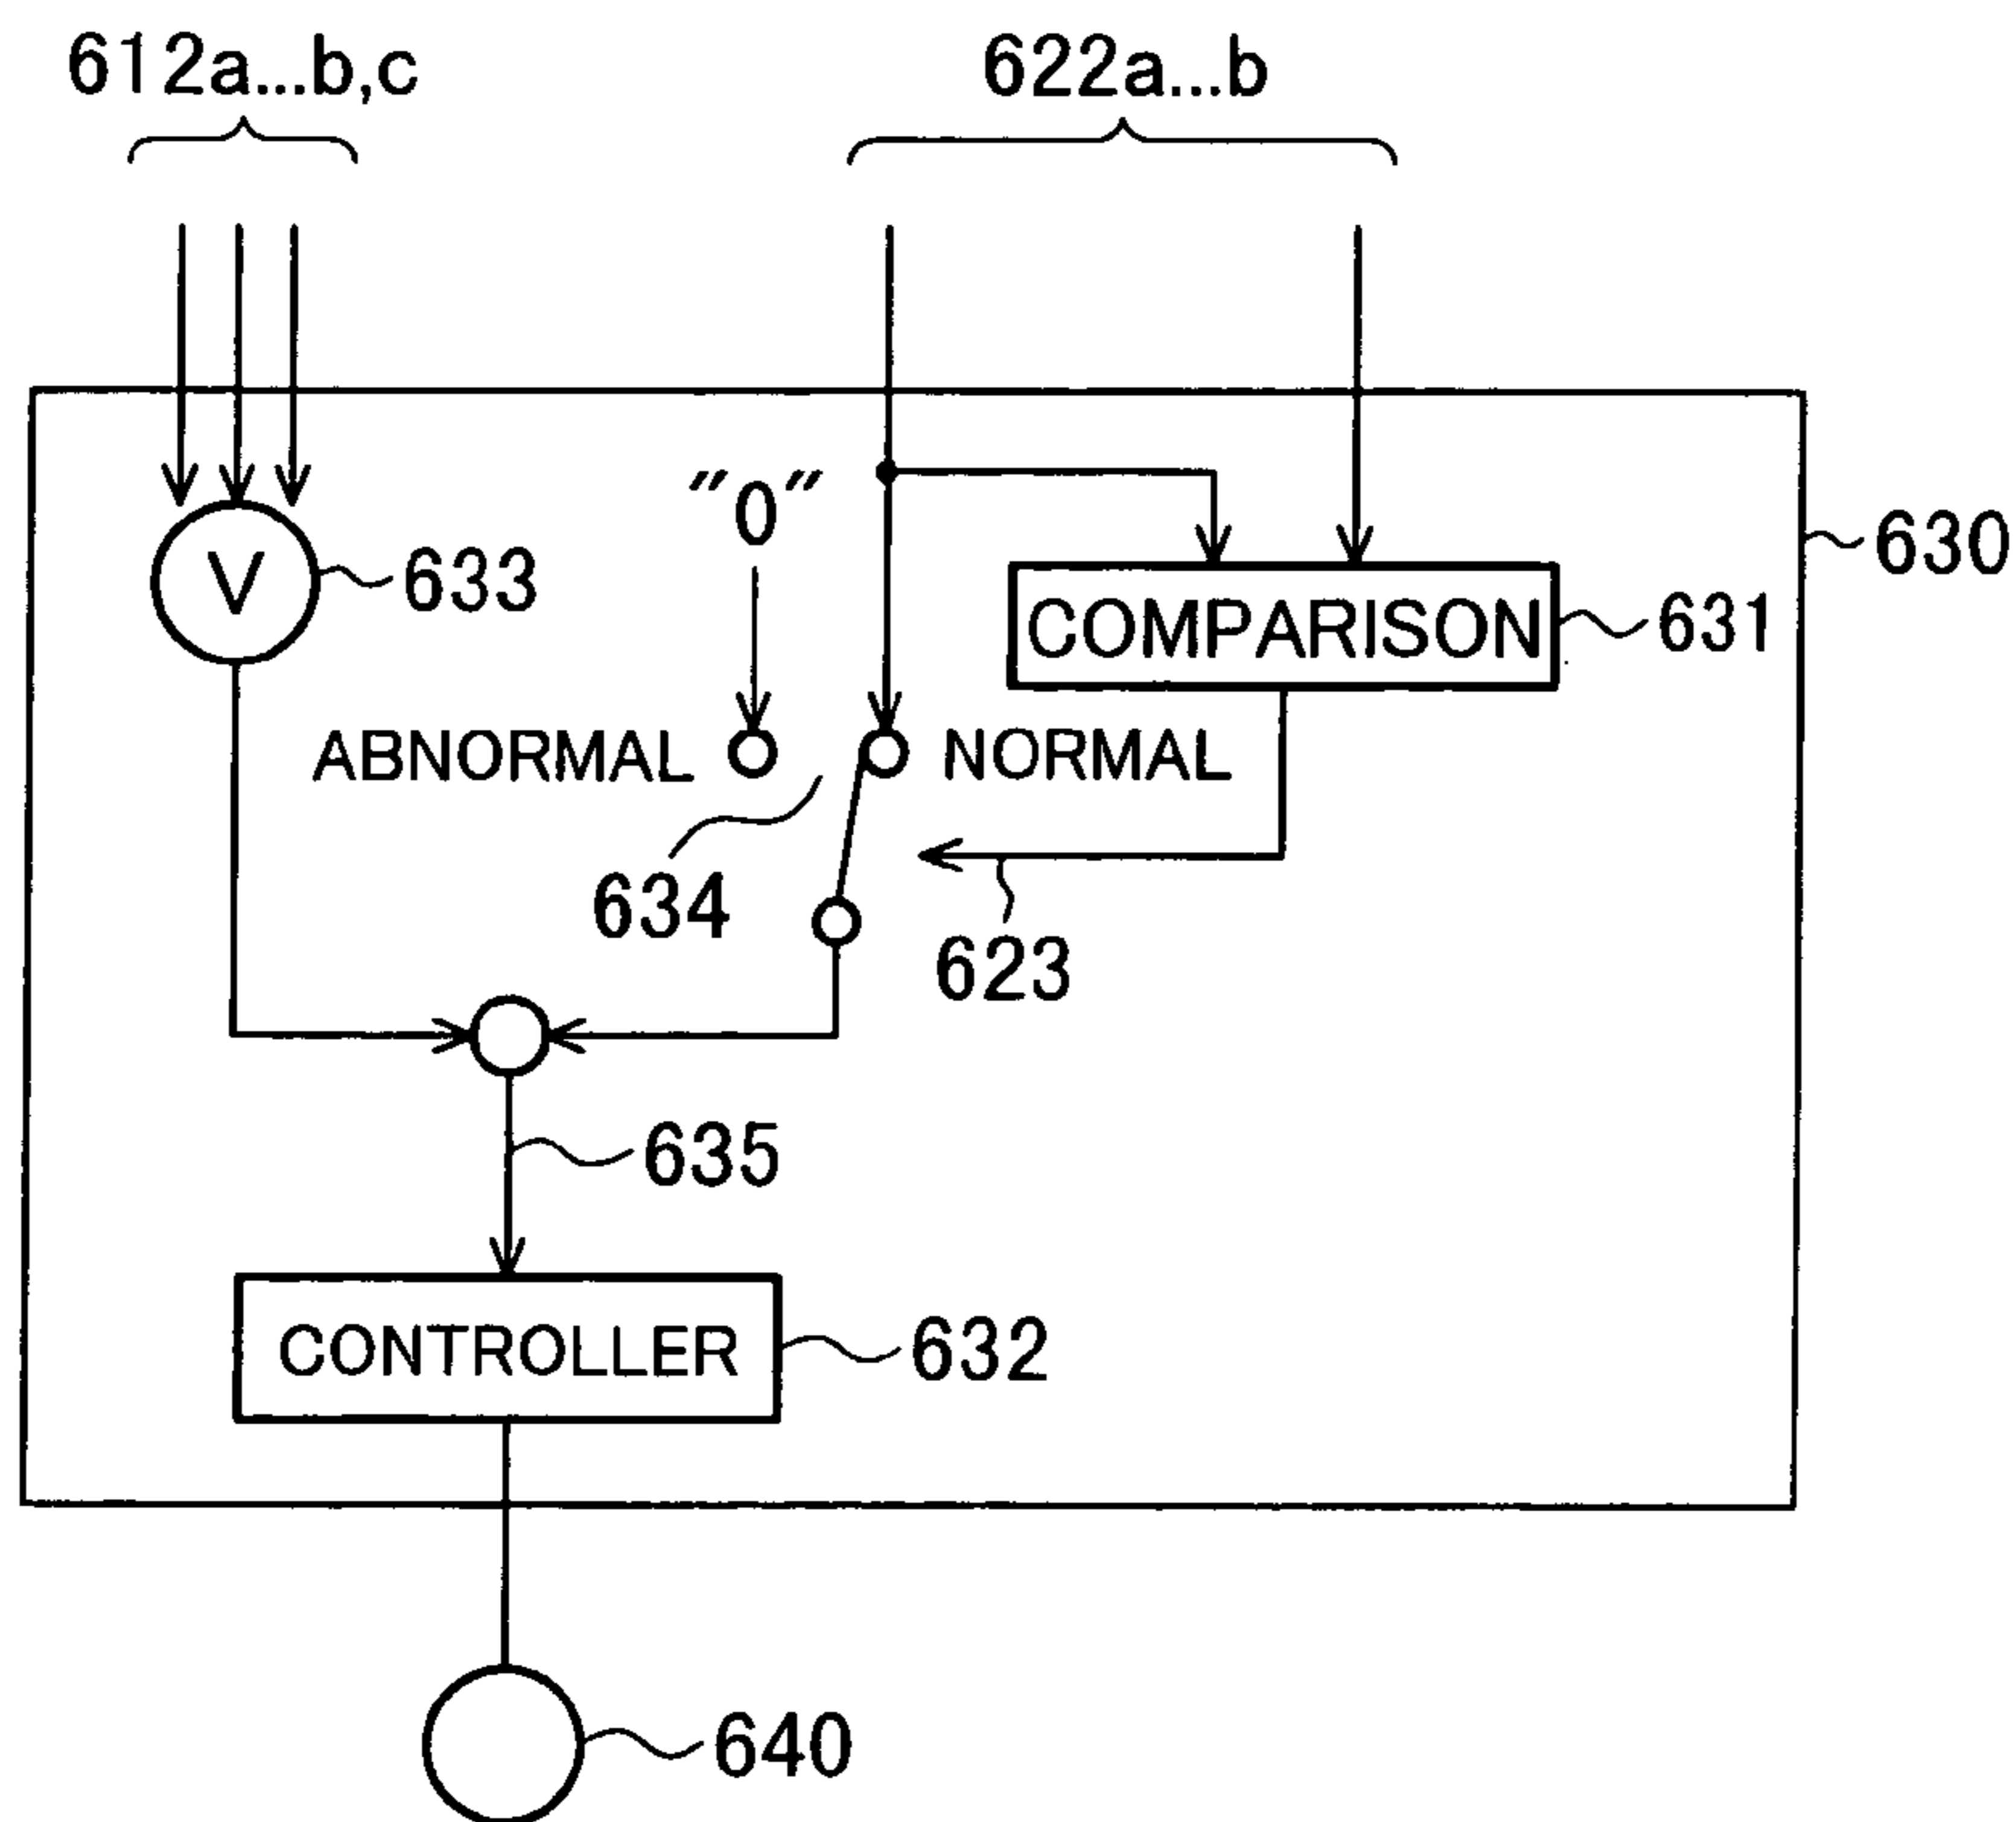 612a...b,c
622a...b
"0"
630
V
633
COMPARISON
631
ABNORMAL
NORMAL
634
623
635
CONTROLLER
632
640